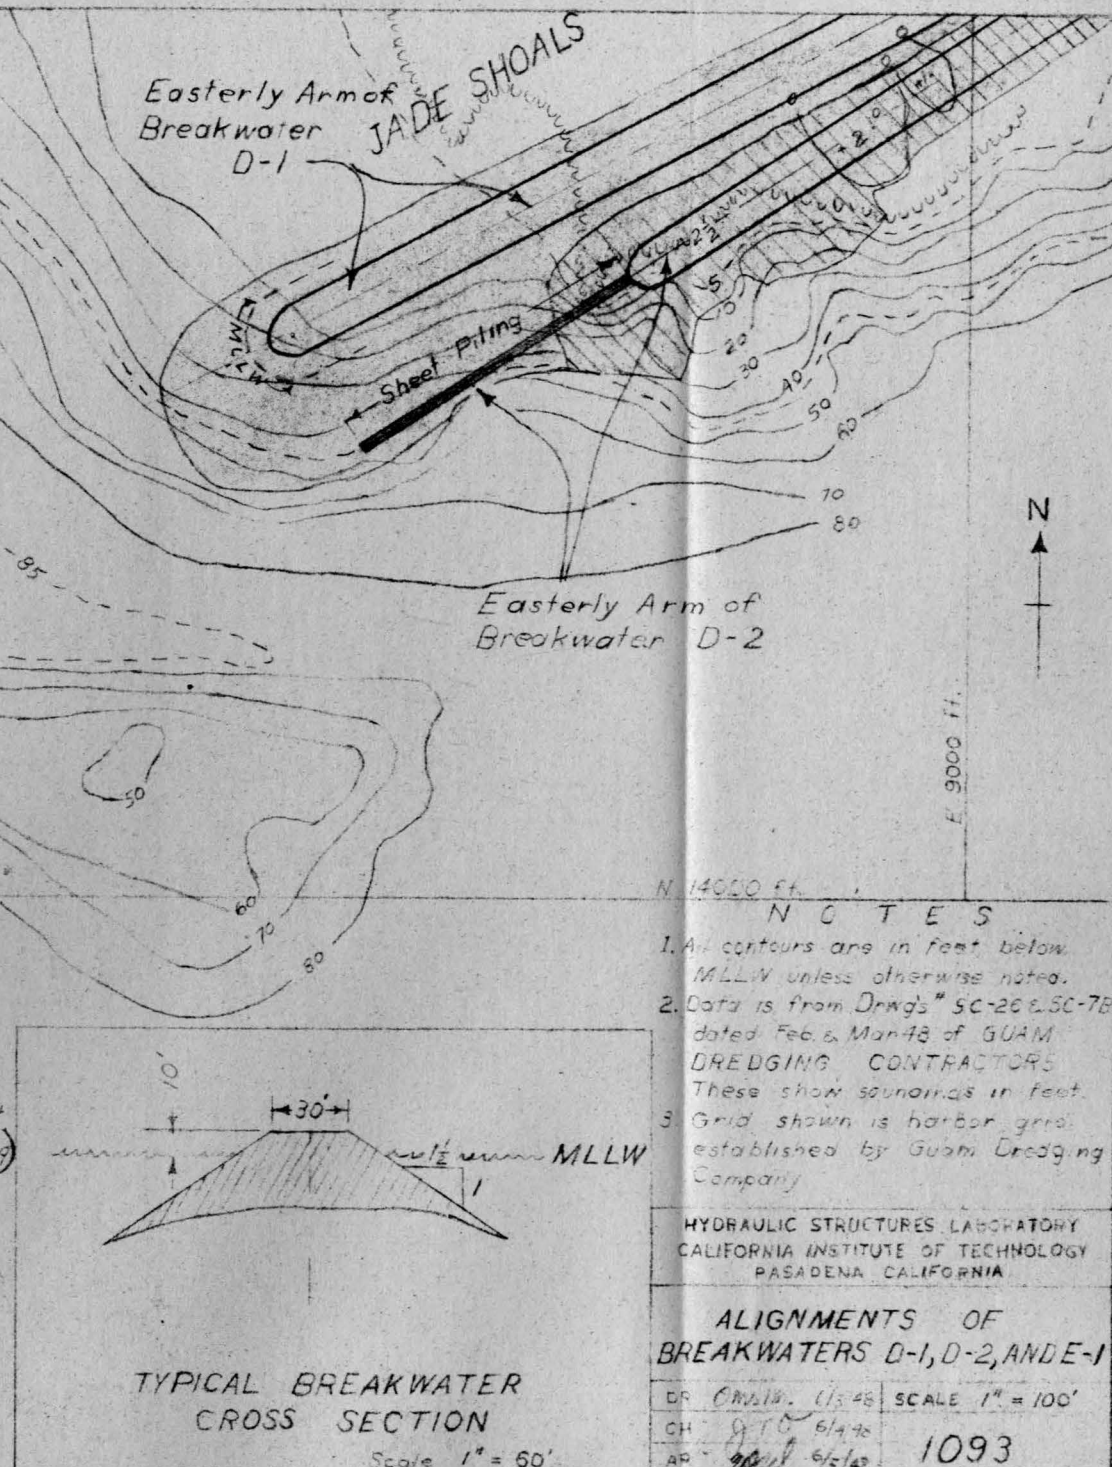 JADE SHOALS
Easterly Arm of
Breakwater
D-1
MLLW
Sheet Piling
2½
5
10
20
30
40
50
60
70
80
85
Easterly Arm of
Breakwater D-2
N
E 9000 ft.
50
60
70
80
N 14000 ft.
NOTES
1. All contours are in feet below
MLLW unless otherwise noted.
2. Data is from Drwg's # SC-26 & SC-7B
dated Feb. & Mar 48 of GUAM
DREDGING CONTRACTORS
These show soundings in feet.
3. Grid shown is harbor grid
established by Guam Dredging
Company
10'
30'
MLLW
1½
1
TYPICAL BREAKWATER
CROSS SECTION
Scale 1" = 60'
HYDRAULIC STRUCTURES LABORATORY
CALIFORNIA INSTITUTE OF TECHNOLOGY
PASADENA CALIFORNIA
ALIGNMENTS OF
BREAKWATERS D-1, D-2, AND E-1
DR
SCALE 1" = 100'
CH
AP
1093